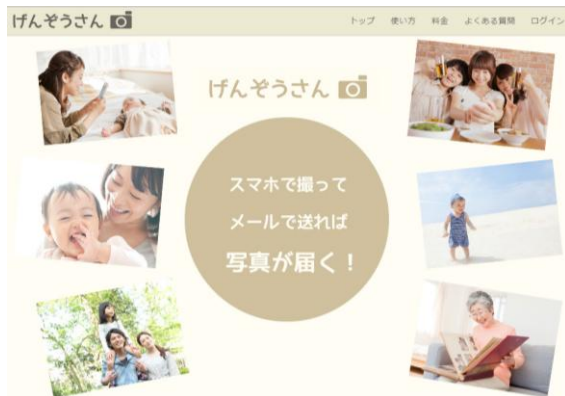 げんぞうさん
トップ 使い方 料金 よくある質問 ログイン
げんぞうさん
スマホで撮って
メールで送れば
写真が届く！